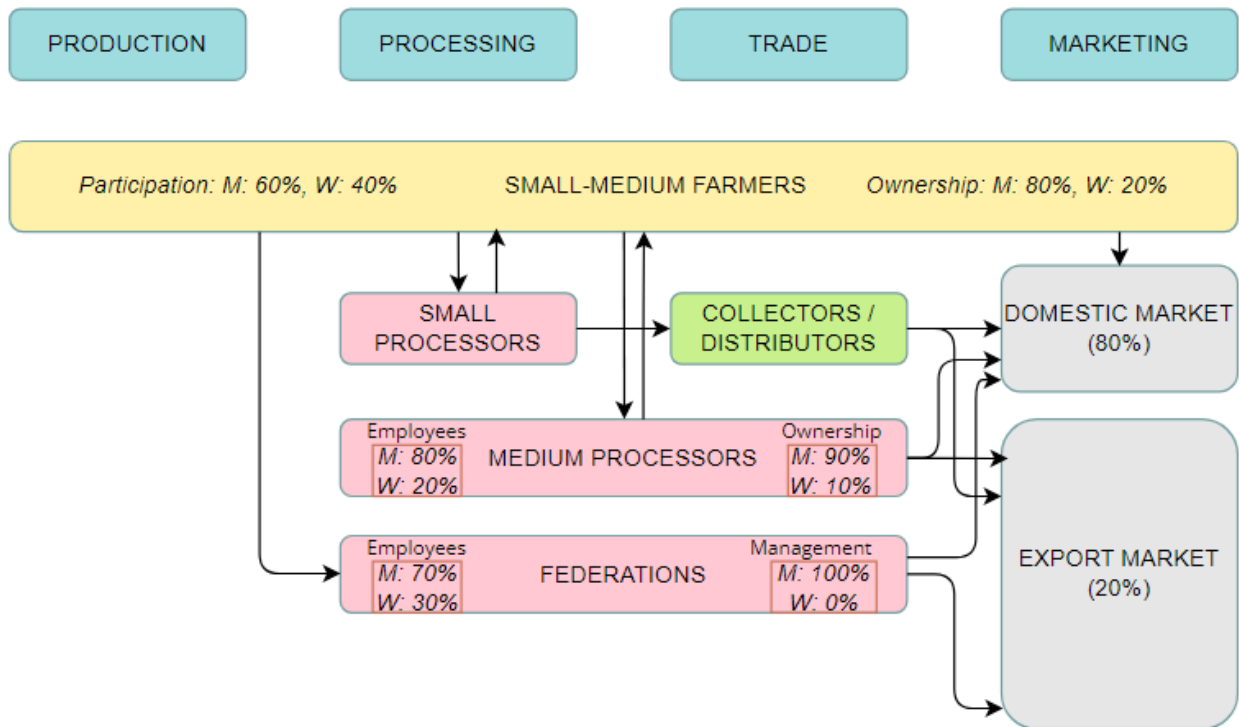 PRODUCTION
PROCESSING
TRADE
MARKETING
Participation: M: 60%, W: 40%
SMALL-MEDIUM FARMERS
Ownership: M: 80%, W: 20%
SMALL
PROCESSORS
COLLECTORS /
DISTRIBUTORS
DOMESTIC MARKET
(80%)
Employees
M: 80%
W: 20%
MEDIUM PROCESSORS
Ownership
M: 90%
W: 10%
Employees
M: 70%
W: 30%
FEDERATIONS
Management
M: 100%
W: 0%
EXPORT MARKET
(20%)